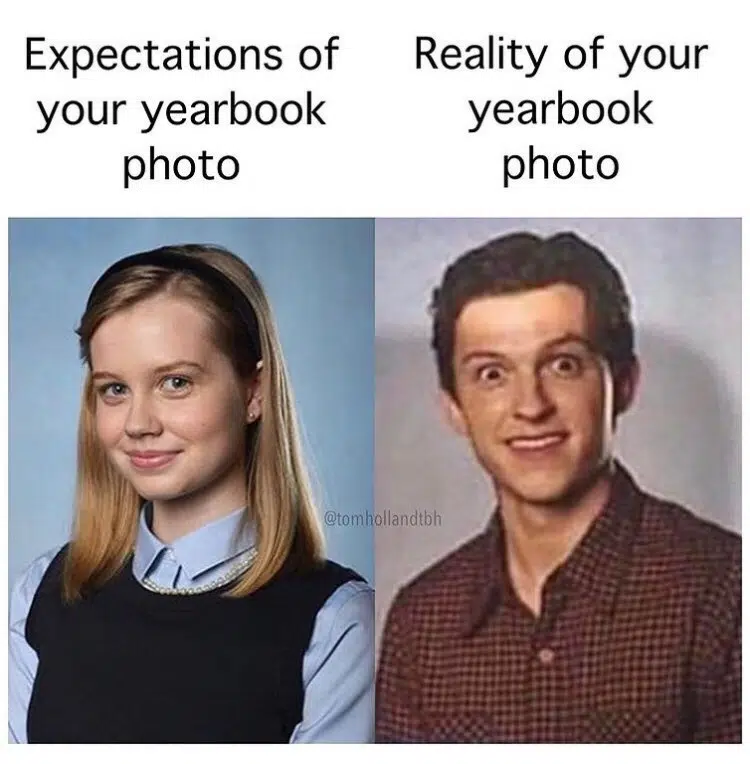 Expectations of
your yearbook
photo
Reality of your
yearbook
photo
@tomhollandtbh